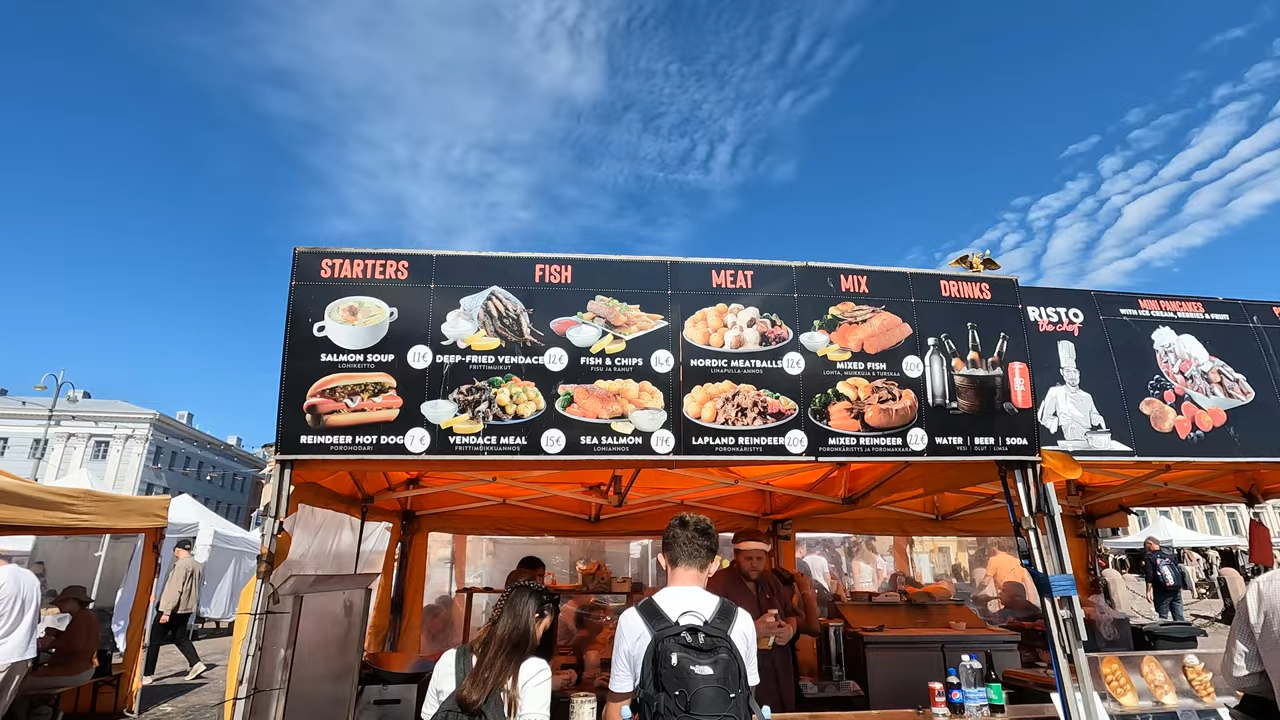 STARTERS
SALMON SOUP 11€
LOHIKEITTO
REINDEER HOT DOG 7€
POROHODARI
FISH
DEEP-FRIED VENDACE 12€
FRITTIMUIKUT
FISH & CHIPS 14€
FISU JA RANUT
VENDACE MEAL 15€
FRITTIMUIKKUANNOS
SEA SALMON 19€
LOHIANNOS
MEAT
NORDIC MEATBALLS 12€
LIHAPULLA-ANNOS
LAPLAND REINDEER 20€
PORONKÄRISTYS
MIX
MIXED FISH 20€
LOHTA, MUIKKUJA & TURSKAA
MIXED REINDEER 22€
PORONKÄRISTYS JA POROMAKKARA
DRINKS
SODA
WATER | BEER | SODA
VESI | OLUT | LIMSA
RISTO
the chef
MINI PANCAKES
WITH ICE CREAM, BERRIES & FRUIT